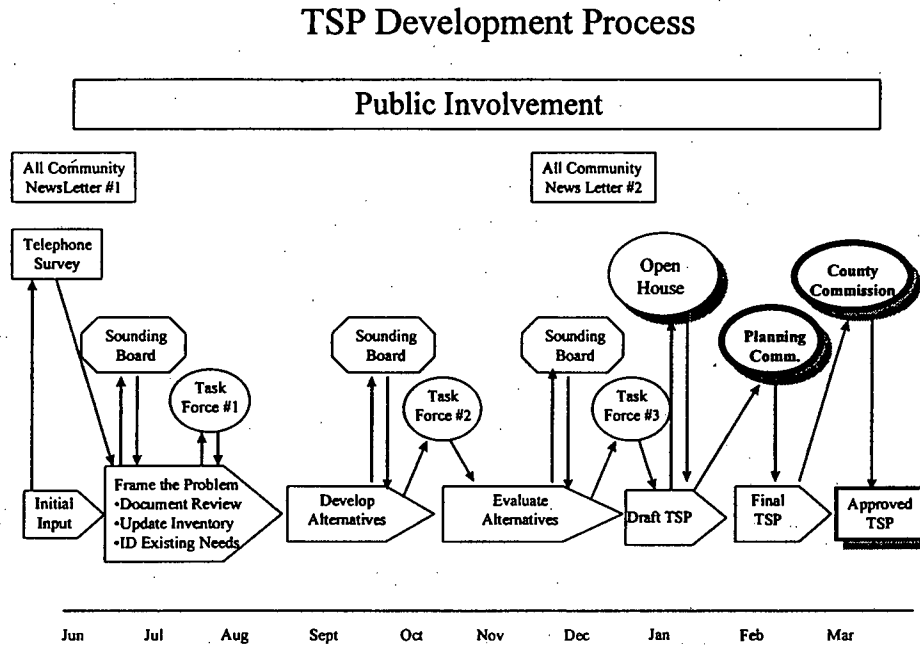 TSP Development Process
Public Involvement
All Community
NewsLetter #1
All Community
News Letter #2
Telephone
Survey
Open
House
County
Commission
Sounding
Board
Sounding
Board
Sounding
Board
Planning
Comm.
Task
Force #1
Task
Force #2
Task
Force #3
Initial
Input
Frame the Problem
•Document Review
•Update Inventory
•ID Existing Needs
Develop
Alternatives
Evaluate
Alternatives
Draft TSP
Final
TSP
Approved
TSP
Jun Jul Aug Sept Oct Nov Dec Jan Feb Mar